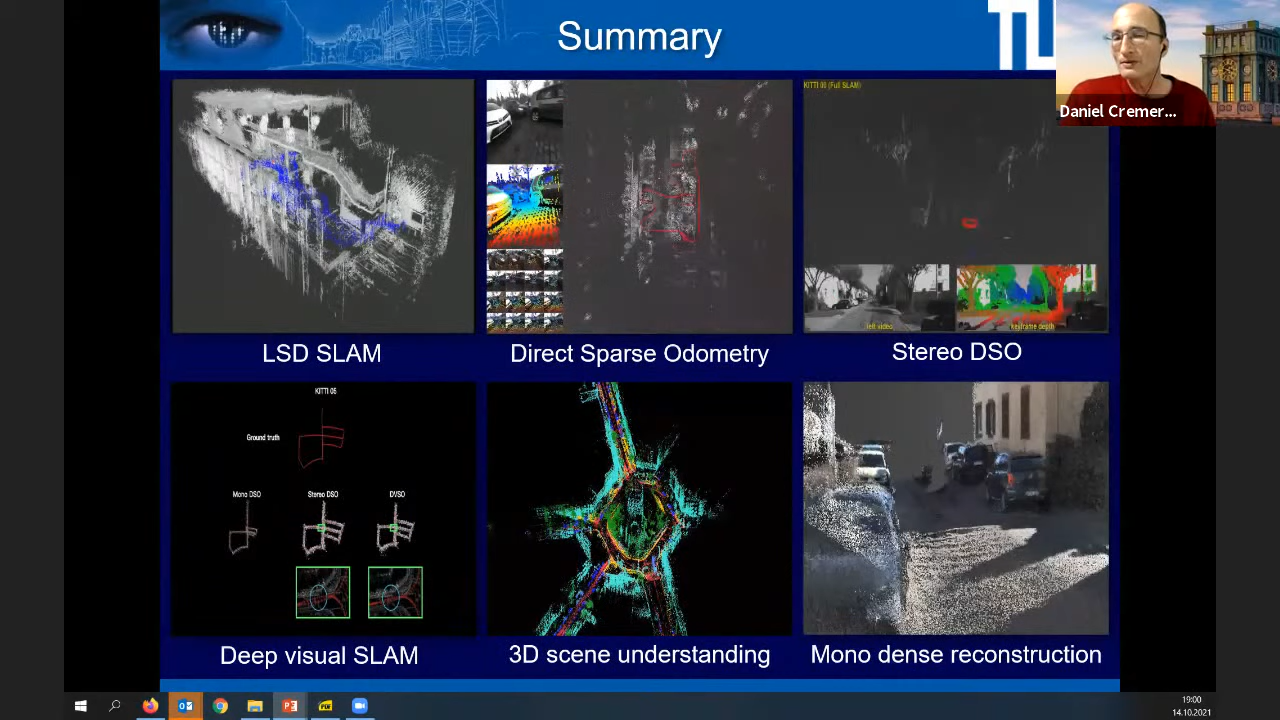 Summary
TU
Daniel Cremer...
KITTI 00 (Full SLAM)
left video
keyframe depth
LSD SLAM
Direct Sparse Odometry
Stereo DSO
KITTI 05
Ground truth
Mono DSO
Stereo DSO
DVSO
Deep visual SLAM
3D scene understanding
Mono dense reconstruction
19:00
14.10.2021